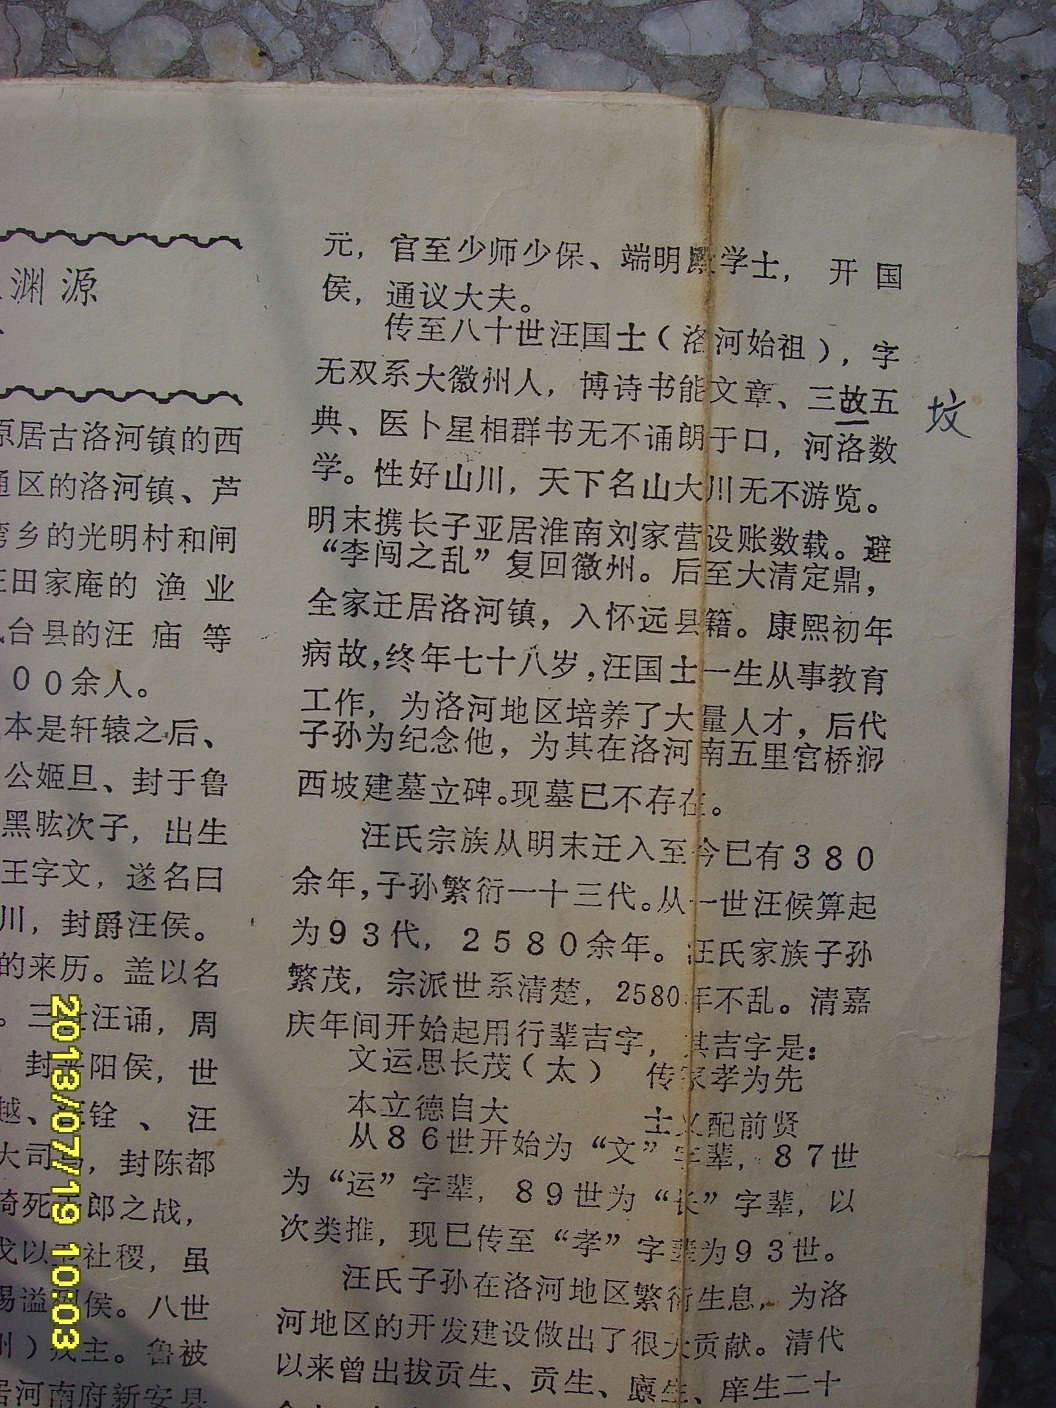 渊源
原居古洛河镇的西
通区的洛河镇、芦
湾乡的光明村和闸
田家庵的 渔 业
台县的汪 庙 等
00余人。
本是轩辕之后、
公姬旦、封于鲁
黑肱次子，出生
王字文，遂名曰
川，封爵汪侯。
的来历。盖以名
。三 汪诵，周
封 阳侯，世
越、 铨 、 汪
大司 ，封陈都
踦死 郎之战，
戈以 社稷，虽
谥 侯。八世
）戌主。鲁被
居河南府新安县
元，官至少师少保、端明殿学士， 开国
侯，通议大夫。
传至八十世汪国士（洛河始祖），字
无双系大徽州人，博诗书能文章、三故五
坟
典、医卜星相群书无不诵朗于口，河洛数
学。性好山川，天下名山大川无不游览。
明末携长子亚居淮南刘家营设账数载。避
“李闯之乱”复回徽州。后至大清定鼎，
全家迁居洛河镇，入怀远县籍。康熙初年
病故，终年七十八岁，汪国士一生从事教育
工作，为洛河地区培养了大量人才，后代
子孙为纪念他，为其在洛河南五里宫桥涧
西坡建墓立碑。现墓已不存在。
汪氏宗族从明末迁入至今已有380
余年，子孙繁衍一十三代。从一世汪候算起
为93代，2580余年。汪氏家族子孙
繁茂，宗派世系清楚，2580年不乱。清嘉
庆年间开始起用行辈吉字，其吉字是：
文运思长茂（太） 传家孝为先
本立德自大 士义配前贤
从86世开始为“文”字辈，87世
为“运”字辈，89世为“长”字辈，以
次类推，现已传至“孝”字辈为93世。
汪氏子孙在洛河地区繁衍生息，为洛
河地区的开发建设做出了很大贡献。清代
以来曾出拔贡生、贡生、廪生、庠生二十
2013/07/19 10:03